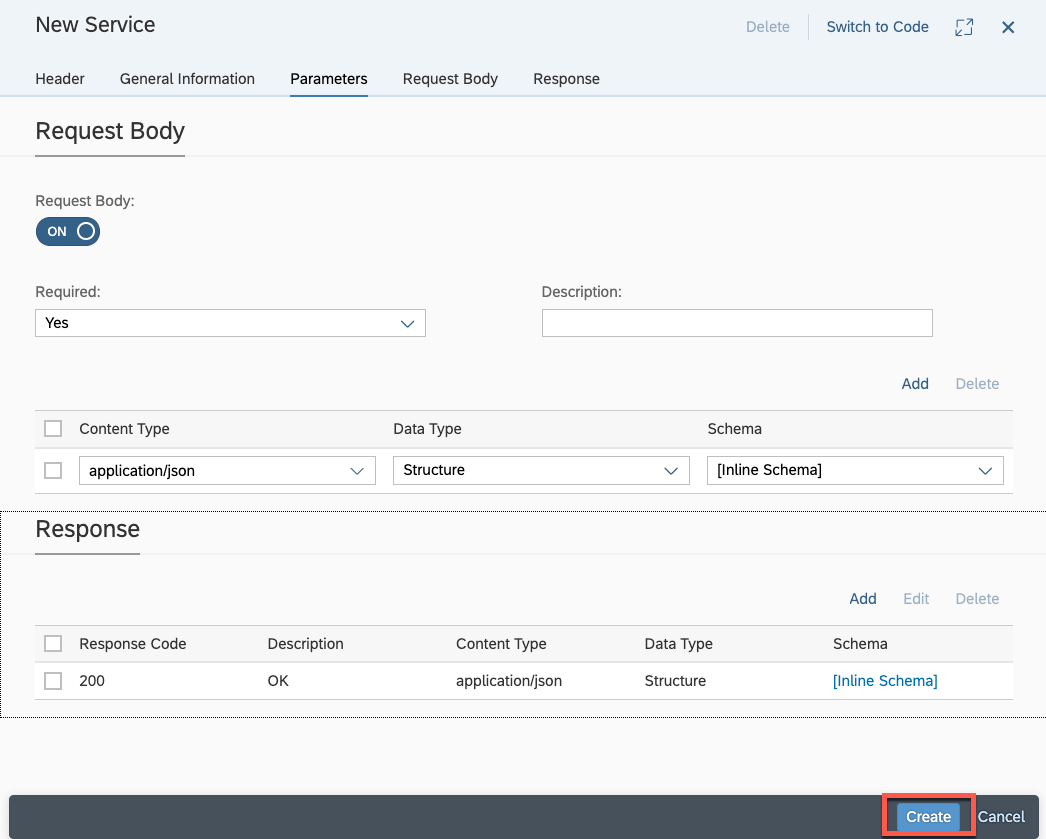 New Service
Delete Switch to Code
Header General Information Parameters Request Body Response
Request Body
Request Body:
ON
Required: Description:
Yes
Add Delete
Content Type Data Type Schema
application/json Structure [Inline Schema]
Response
Add Edit Delete
Response Code Description Content Type Data Type Schema
200 OK application/json Structure [Inline Schema]
Create Cancel